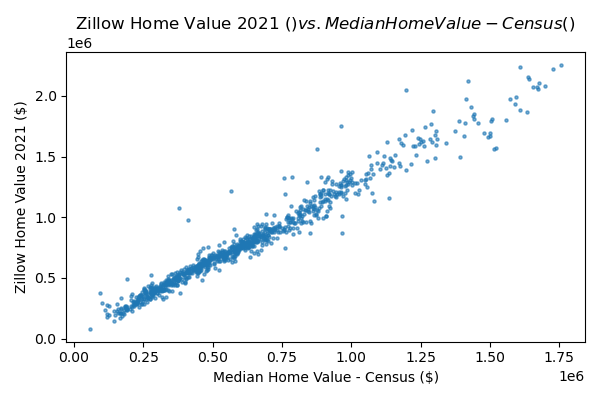 Zillow Home Value 2021 ()vs.MedianHomeValue−Census()
1e6
2.0
1.5
1.0
0.5
0.0
Zillow Home Value 2021 ($)
0.00 0.25 0.50 0.75 1.00 1.25 1.50 1.75
1e6
Median Home Value - Census ($)